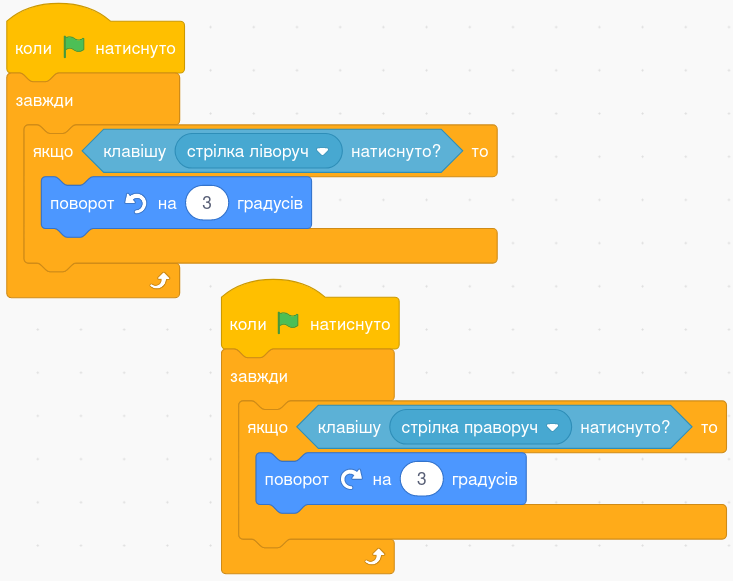 коли натиснуто
завжди
якщо клавішу стрілка ліворуч натиснуто? то
поворот на 3 градусів
коли натиснуто
завжди
якщо клавішу стрілка праворуч натиснуто? то
поворот на 3 градусів